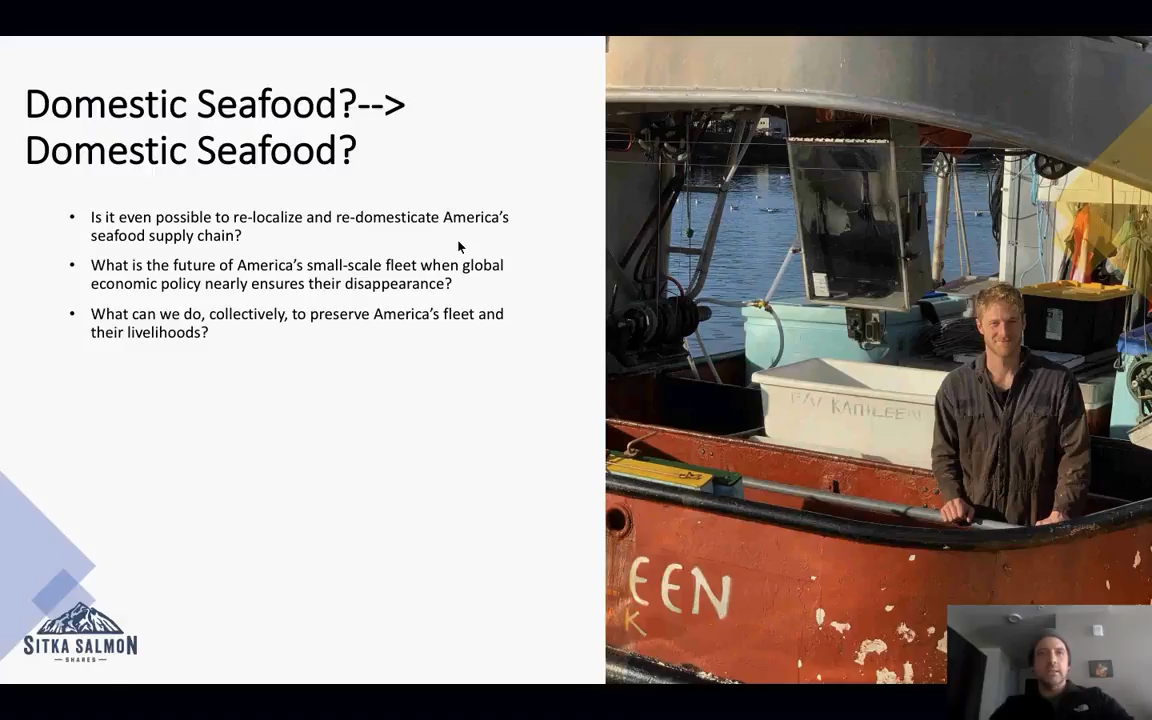 Domestic Seafood?-->
Domestic Seafood?
• Is it even possible to re-localize and re-domesticate America's
seafood supply chain?
• What is the future of America's small-scale fleet when global
economic policy nearly ensures their disappearance?
• What can we do, collectively, to preserve America's fleet and
their livelihoods?
SITKA SALMON
SHARES
F/V KATHLEEN
EEN
K